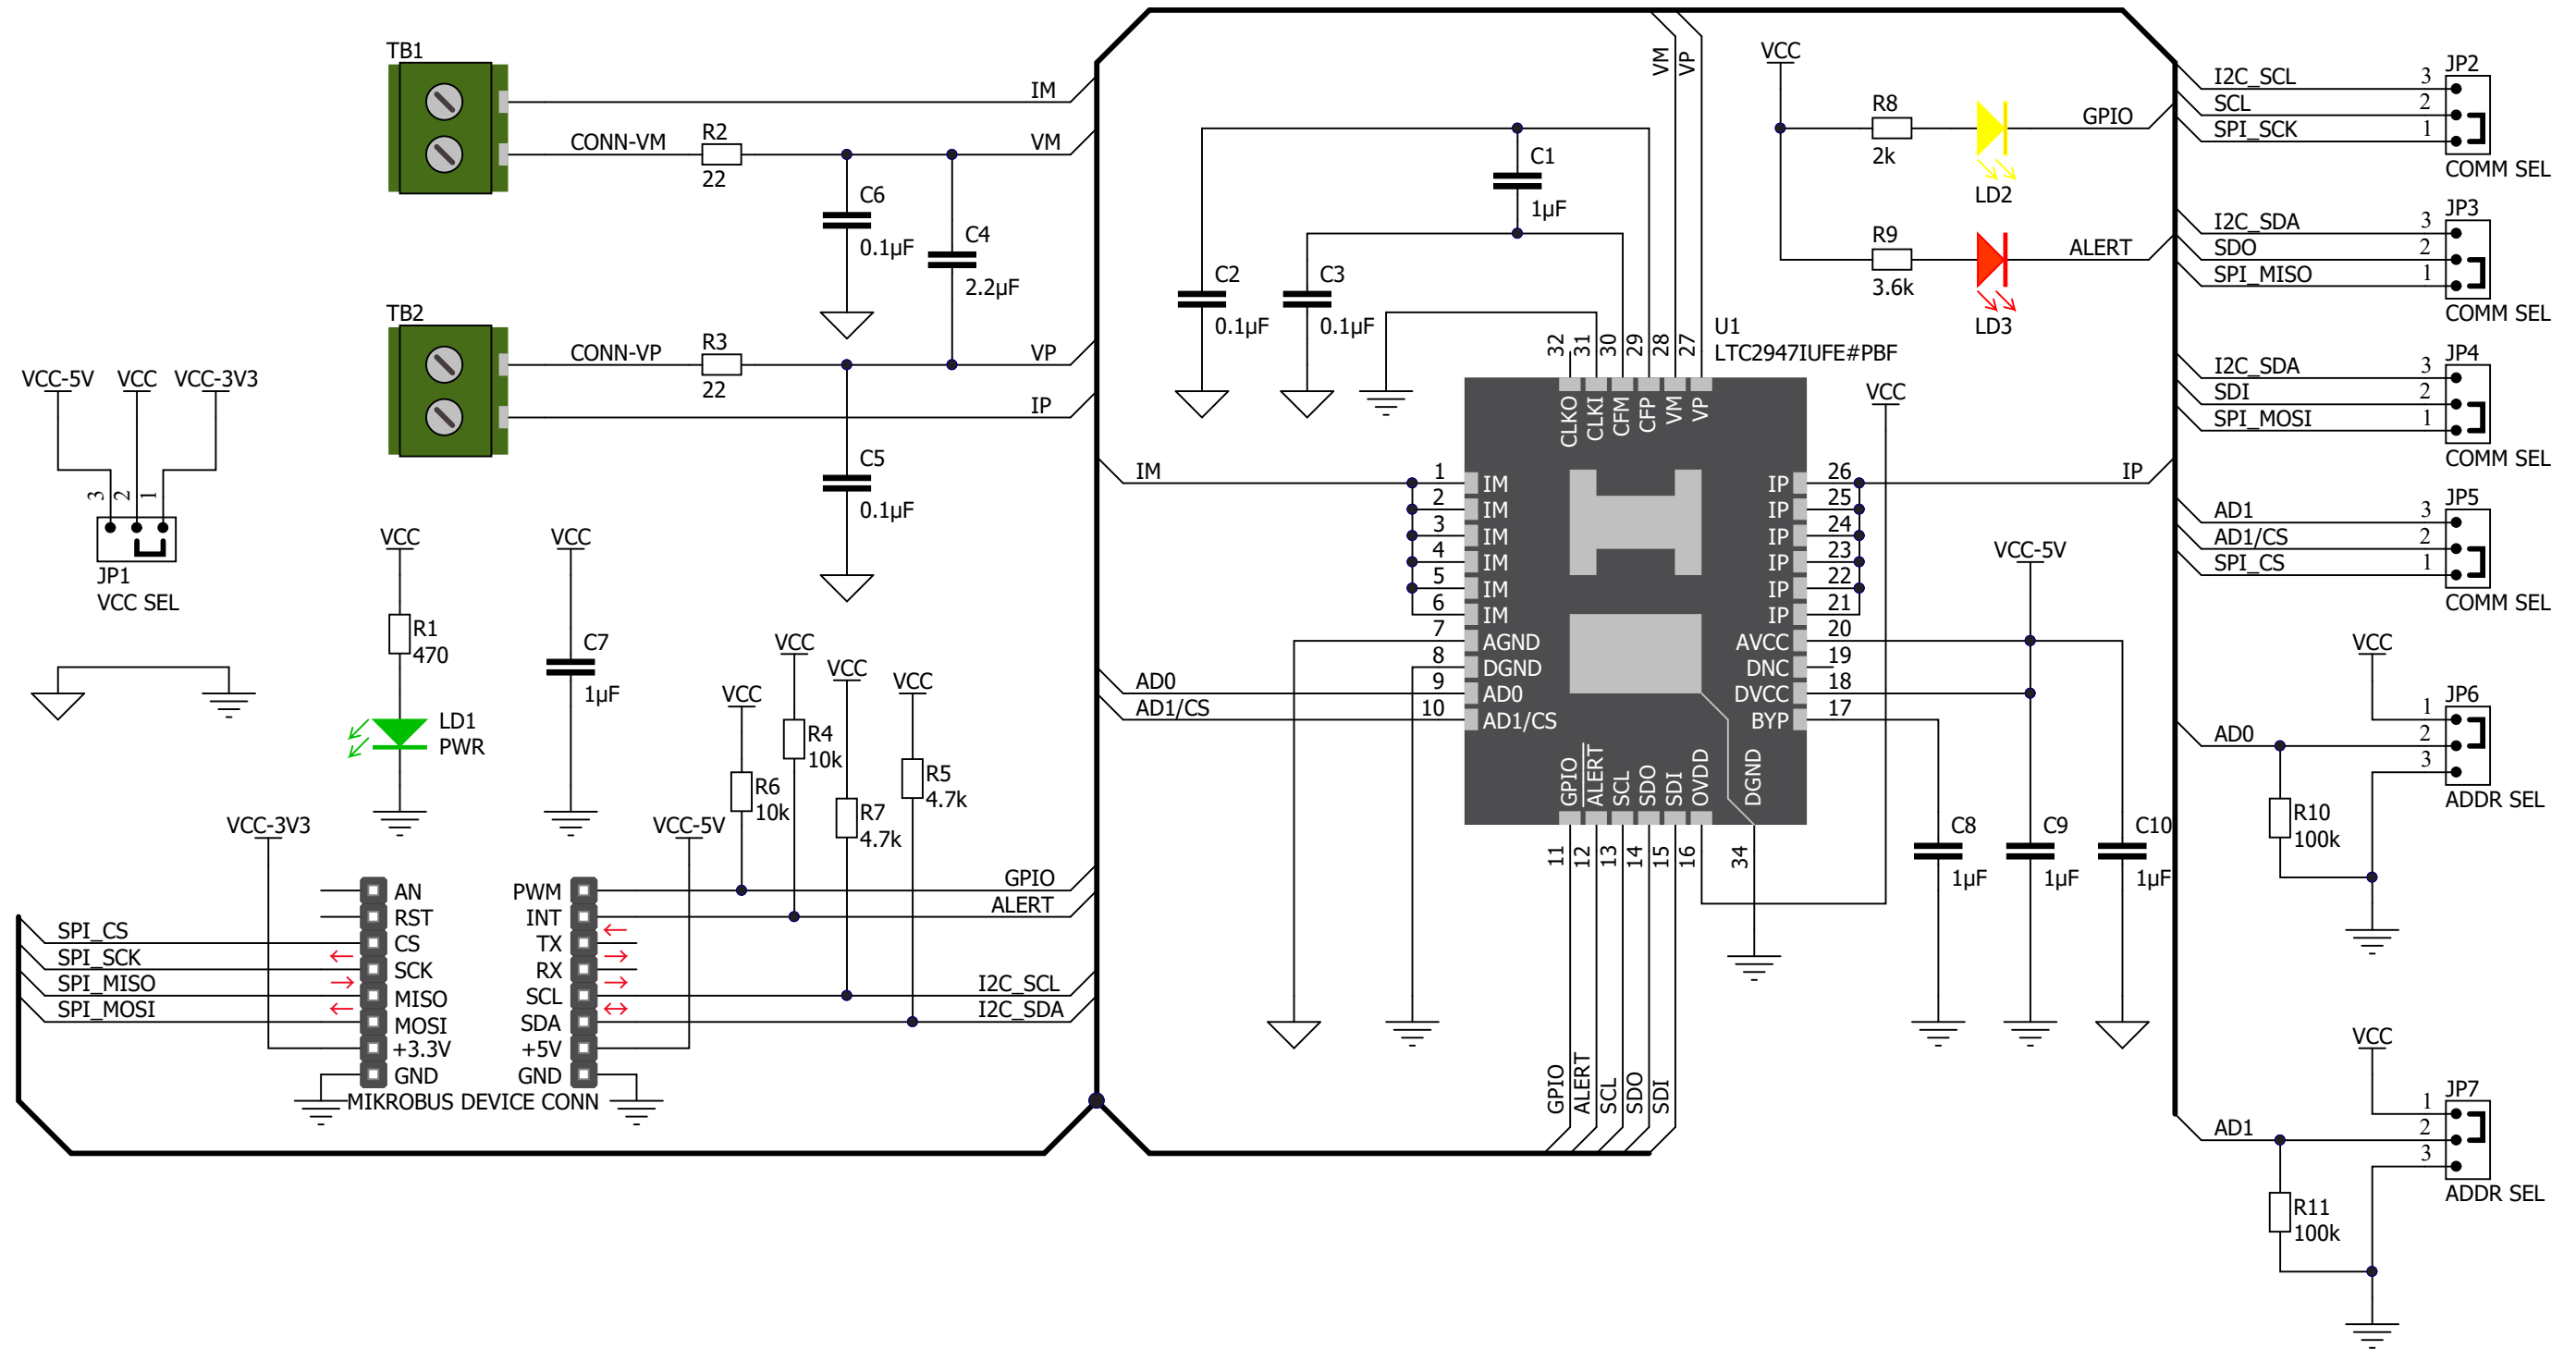 TB1
IM
CONN-VM
R2
22
VM
C6
0.1µF
C4
2.2µF
TB2
CONN-VP
R3
22
VP
IP
C5
0.1µF
VCC-5V
VCC
VCC-3V3
3
2
1
JP1
VCC SEL
VCC
R1
470
LD1
PWR
VCC
C7
1µF
VCC
R6
10k
VCC
R4
10k
VCC
R7
4.7k
VCC
R5
4.7k
VCC-3V3
VCC-5V
SPI_CS
SPI_SCK
SPI_MISO
SPI_MOSI
AN
RST
CS
SCK
MISO
MOSI
+3.3V
GND
PWM
INT
TX
RX
SCL
SDA
+5V
GND
MIKROBUS DEVICE CONN
GPIO
ALERT
I2C_SCL
I2C_SDA
VM
VP
C1
1µF
C2
0.1µF
C3
0.1µF
U1
LTC2947IUFE#PBF
32
31
30
29
28
27
CLKO
CLKI
CFM
CFP
VM
VP
IM
AD0
AD1/CS
1
2
3
4
5
6
7
8
9
10
IM
IM
IM
IM
IM
IM
AGND
DGND
AD0
AD1/CS
IP
IP
IP
IP
IP
IP
AVCC
DNC
DVCC
BYP
26
25
24
23
22
21
20
19
18
17
GPIO
ALERT
SCL
SDO
SDI
OVDD
DGND
11
12
13
14
15
16
34
GPIO
ALERT
SCL
SDO
SDI
VCC
IP
VCC-5V
C8
1µF
C9
1µF
C10
1µF
VCC
R8
2k
LD2
GPIO
R9
3.6k
LD3
ALERT
JP2
I2C_SCL 3
SCL 2
SPI_SCK 1
COMM SEL
JP3
I2C_SDA 3
SDO 2
SPI_MISO 1
COMM SEL
JP4
I2C_SDA 3
SDI 2
SPI_MOSI 1
COMM SEL
JP5
AD1 3
AD1/CS 2
SPI_CS 1
COMM SEL
VCC
JP6
1
AD0 2
3
ADDR SEL
R10
100k
VCC
JP7
1
AD1 2
3
ADDR SEL
R11
100k